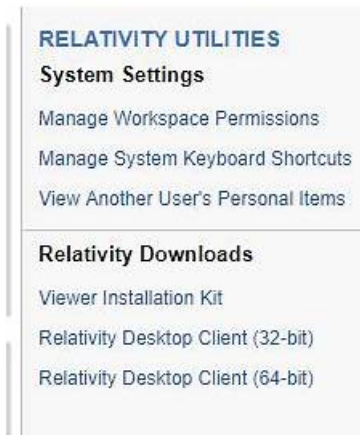 RELATIVITY UTILITIES
System Settings
Manage Workspace Permissions
Manage System Keyboard Shortcuts
View Another User's Personal Items
Relativity Downloads
Viewer Installation Kit
Relativity Desktop Client (32-bit)
Relativity Desktop Client (64-bit)